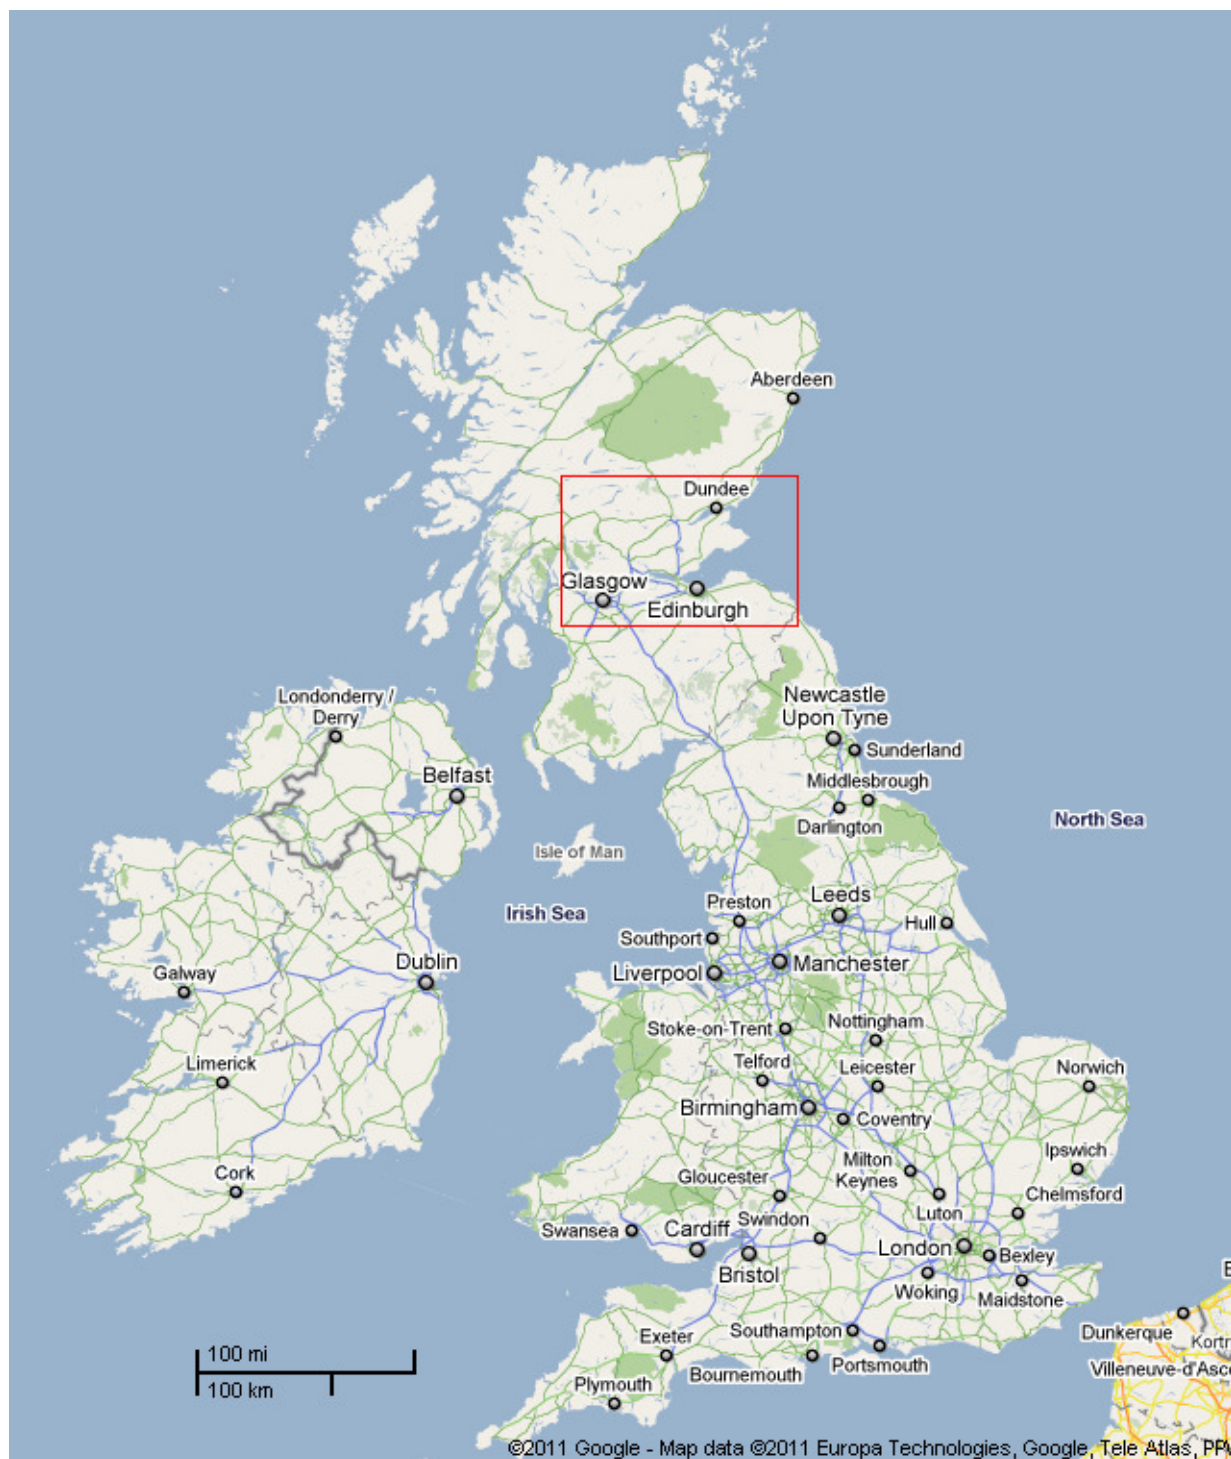 Aberdeen
Dundee
Glasgow
Edinburgh
Londonderry /
Derry
Newcastle
Upon Tyne
Sunderland
Belfast
Middlesbrough
Darlington
North Sea
Isle of Man
Irish Sea
Preston
Leeds
Hull
Southport
Manchester
Liverpool
Dublin
Galway
Stoke-on-Trent
Nottingham
Limerick
Telford
Leicester
Norwich
Birmingham
Coventry
Ipswich
Milton
Keynes
Cork
Gloucester
Chelmsford
Luton
Swansea
Cardiff
Swindon
London
Bexley
Bristol
Woking
Maidstone
E
Exeter
Southampton
Dunkerque
Kortr
100 mi
100 km
Bournemouth
Portsmouth
Villeneuve-d'Asc
Plymouth
©2011 Google - Map data ©2011 Europa Technologies, Google, Tele Atlas, PP